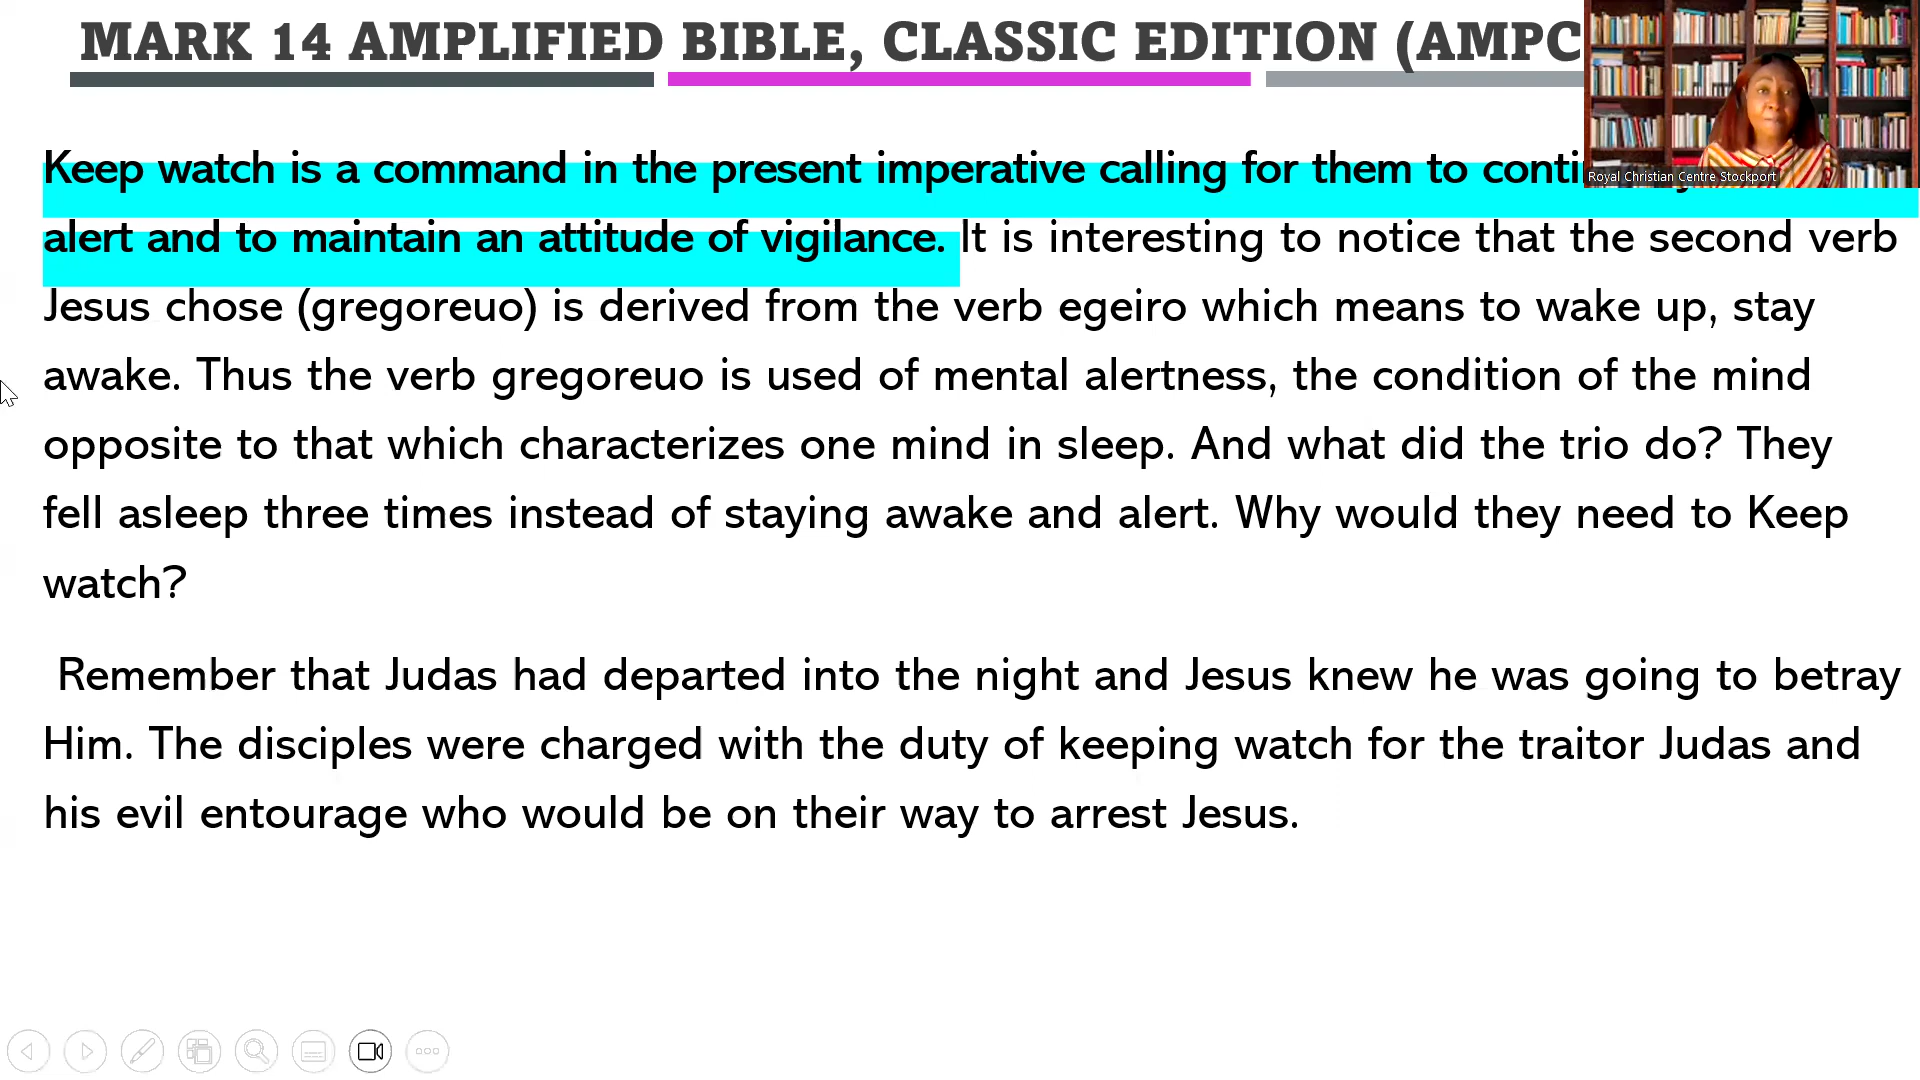 MARK 14 AMPLIFIED BIBLE, CLASSIC EDITION (AMPC
Royal Christian Centre Stockport
Keep watch is a command in the present imperative calling for them to
alert and to maintain an attitude of vigilance. It is interesting to notice that the second verb
Jesus chose (gregoreuo) is derived from the verb egeiro which means to wake up, stay
awake. Thus the verb gregoreuo is used of mental alertness, the condition of the mind
opposite to that which characterizes one mind in sleep. And what did the trio do? They
fell asleep three times instead of staying awake and alert. Why would they need to Keep
watch?
Remember that Judas had departed into the night and Jesus knew he was going to betray
Him. The disciples were charged with the duty of keeping watch for the traitor Judas and
his evil entourage who would be on their way to arrest Jesus.